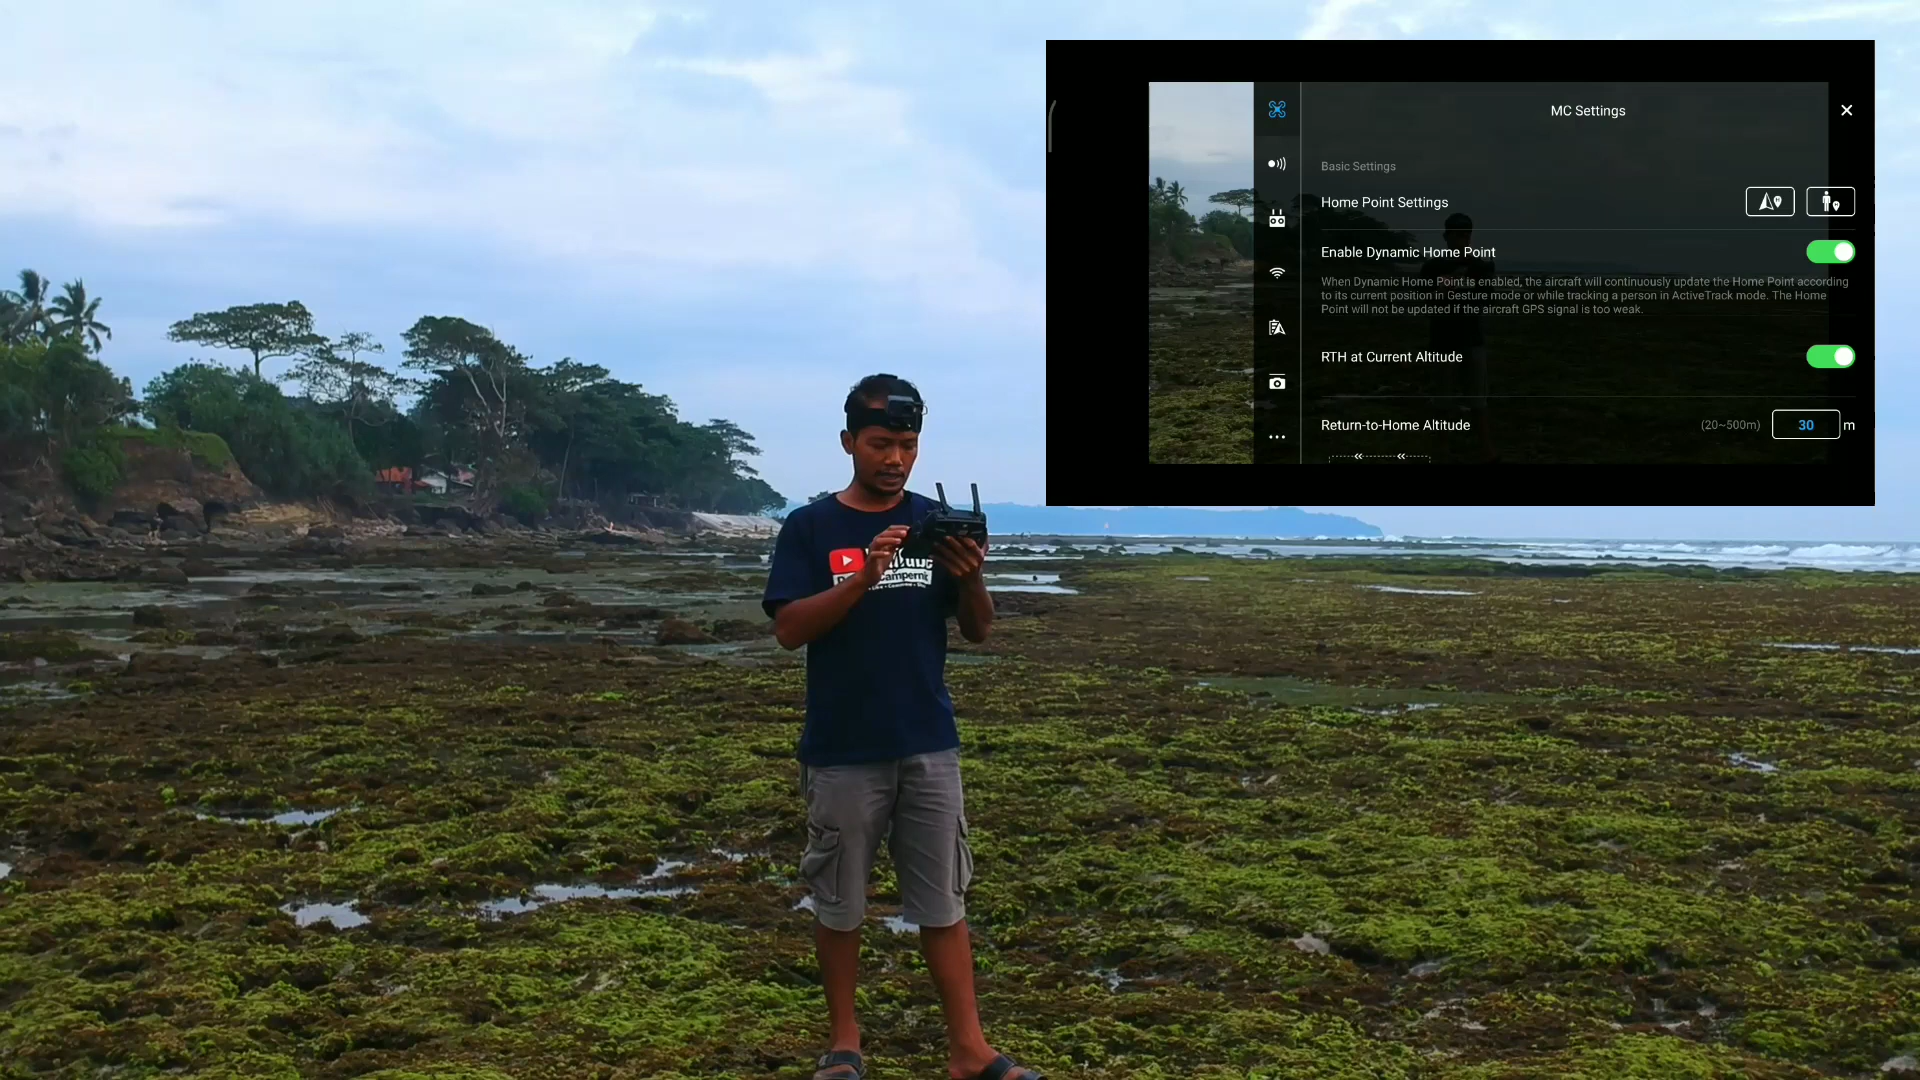 MC Settings
Basic Settings
Home Point Settings
Enable Dynamic Home Point
When Dynamic Home Point is enabled, the aircraft will continuously update the Home Point according
to its current position in Gesture mode or while tracking a person in ActiveTrack mode. The Home
Point will not be updated if the aircraft GPS signal is too weak.
RTH at Current Altitude
Return-to-Home Altitude (20~500m) 30 m